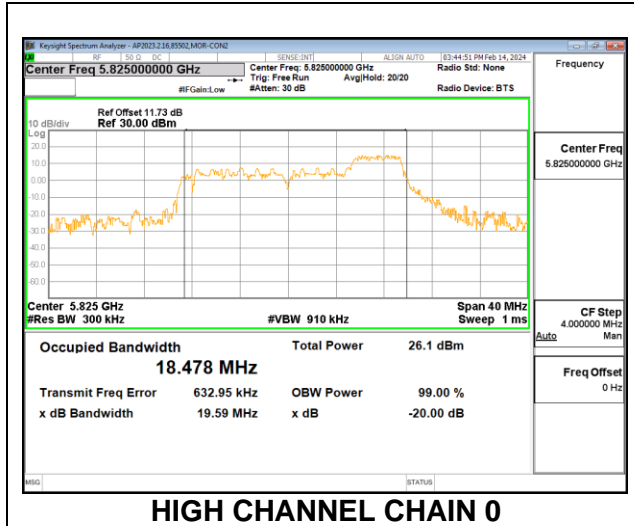 Keysight Spectrum Analyzer - AP2023.2.16,85502,MOR-CON2
RF 50 Ω DC SENSE:INT ALIGN AUTO 03:44:51 PM Feb 14, 2024
Center Freq 5.825000000 GHz
Center Freq: 5.825000000 GHz Radio Std: None
Trig: Free Run Avg|Hold: 20/20
#IFGain:Low #Atten: 30 dB Radio Device: BTS
Frequency
Ref Offset 11.73 dB
10 dB/div Ref 30.00 dBm
Log
20.0
10.0
0.00
-10.0
-20.0
-30.0
-40.0
-50.0
-60.0
Center Freq
5.825000000 GHz
Center 5.825 GHz Span 40 MHz
#Res BW 300 kHz #VBW 910 kHz Sweep 1 ms
CF Step
4.000000 MHz
Auto Man
Occupied Bandwidth Total Power 26.1 dBm
18.478 MHz
Freq Offset
0 Hz
Transmit Freq Error 632.95 kHz OBW Power 99.00 %
x dB Bandwidth 19.59 MHz x dB -20.00 dB
MSG STATUS
HIGH CHANNEL CHAIN 0